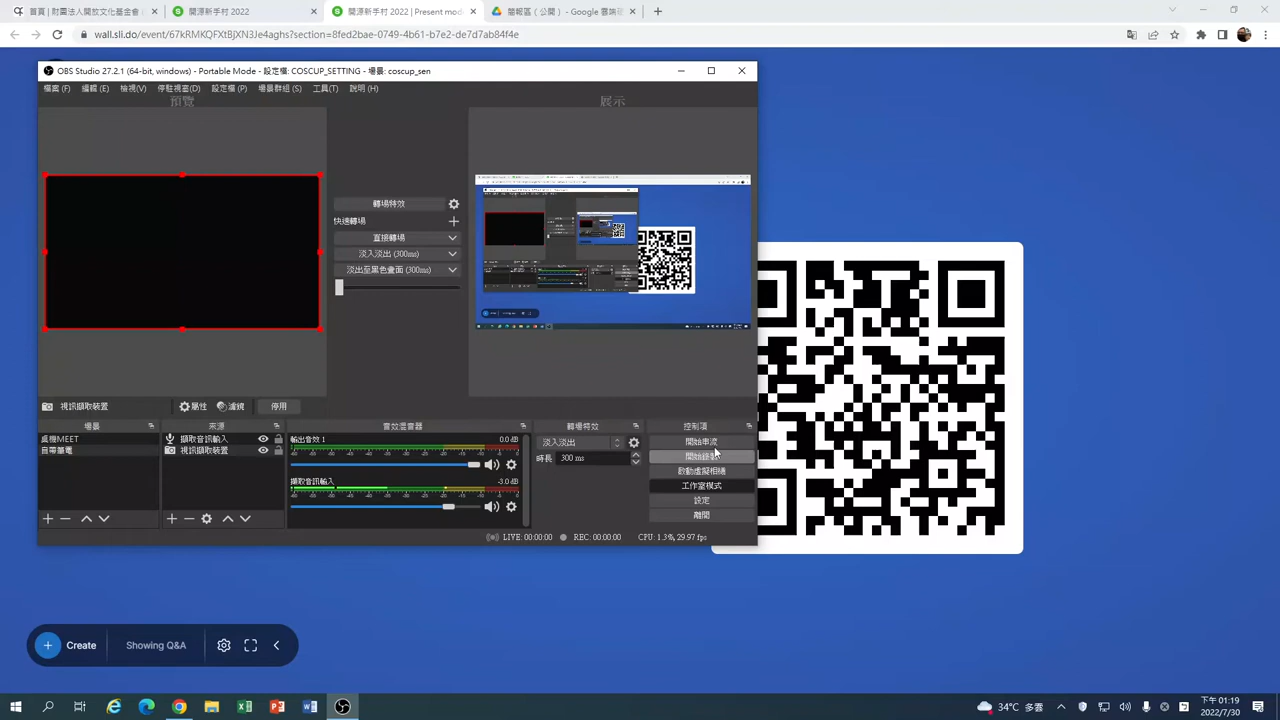 首頁 | 財團法人開放文化基金會 (
開源新手村 2022
開源新手村 2022 | Present mod
簡報區（公開） - Google 雲端硬
wall.sli.do/event/67kRMKQFXtBjXN3Je4aghs?section=8fed2bae-0749-4b61-b7e2-de7d7ab84f4e
OBS Studio 27.2.1 (64-bit, windows) - Portable Mode - 設定檔: COSCUP_SETTING - 場景: coscup_sen
檔案 (F) 編輯 (E) 檢視(V) 停駐視窗(D) 設定檔 (P) 場景群組 (S) 工具(T) 說明 (H)
預覽
展示
轉場特效
快速轉場
直接轉場
淡入淡出 (300ms)
淡出至黑色畫面 (300ms)
視訊擷取裝置 屬性 濾鏡 停用
場景 來源 音效混音器 轉場特效 控制項
桌機MEET
自帶筆電
擷取音訊輸入
視訊擷取裝置
輸出音效 1 0.0 dB
擷取音訊輸入 -3.0 dB
淡入淡出
時長 300 ms
開始串流
開始錄製
啟動虛擬相機
工作室模式
設定
離開
LIVE: 00:00:00 REC: 00:00:00 CPU: 1.3%, 29.97 fps
Create Showing Q&A
34°C 多雲
下午 01:19
2022/7/30